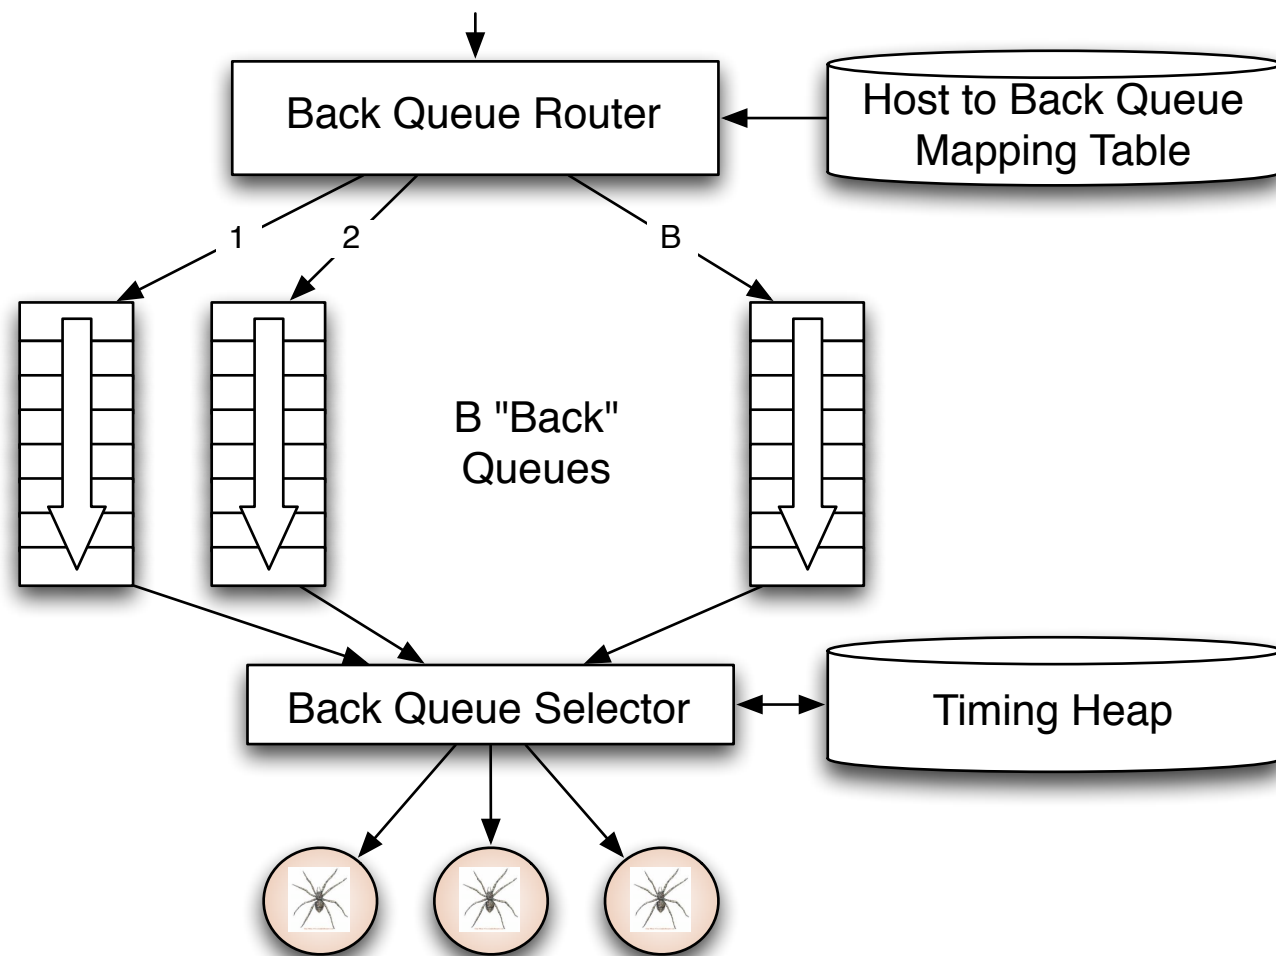 Back Queue Router
Host to Back Queue
Mapping Table
1
2
B
B "Back"
Queues
Back Queue Selector
Timing Heap